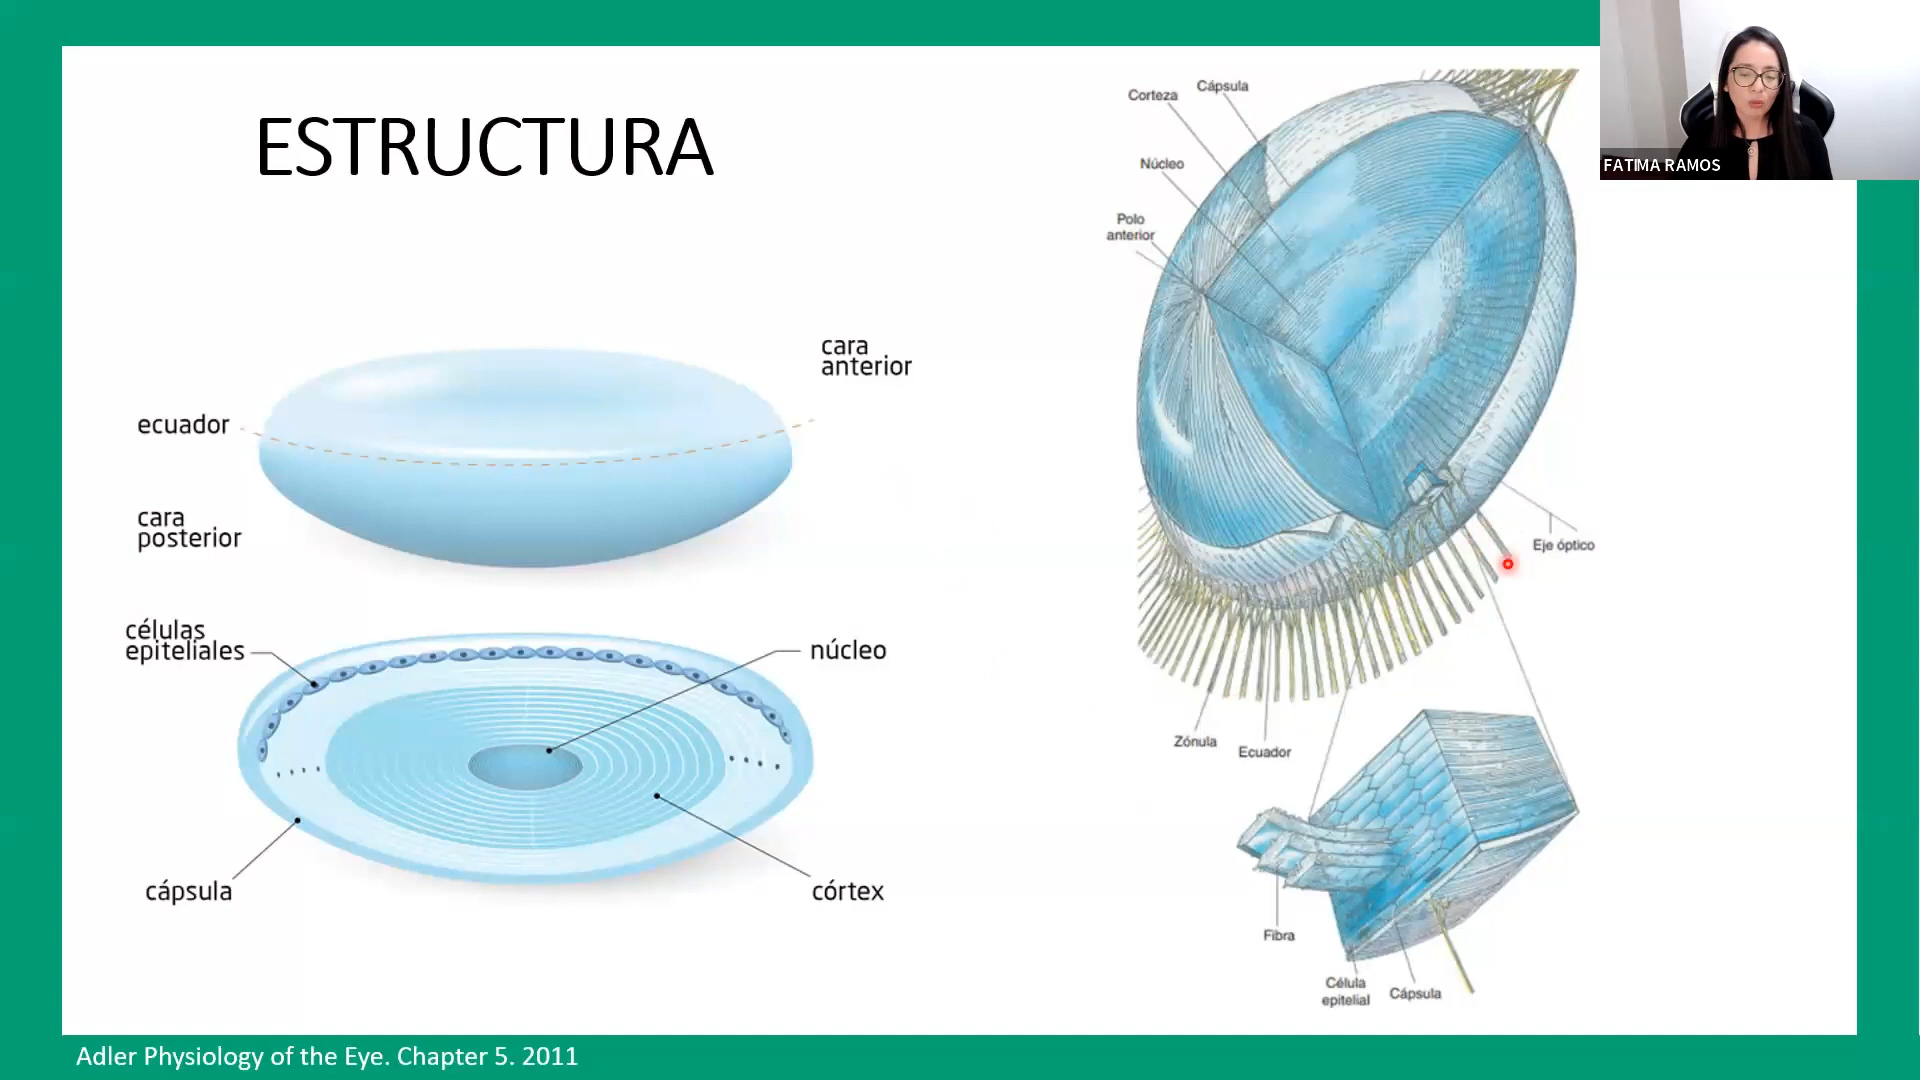 ESTRUCTURA
cara
anterior
ecuador
cara
posterior
células
epiteliales
núcleo
cápsula
córtex
Corteza
Cápsula
Núcleo
Polo
anterior
Eje óptico
Zónula
Ecuador
Fibra
Célula
epitelial
Cápsula
FATIMA RAMOS
Adler Physiology of the Eye. Chapter 5. 2011